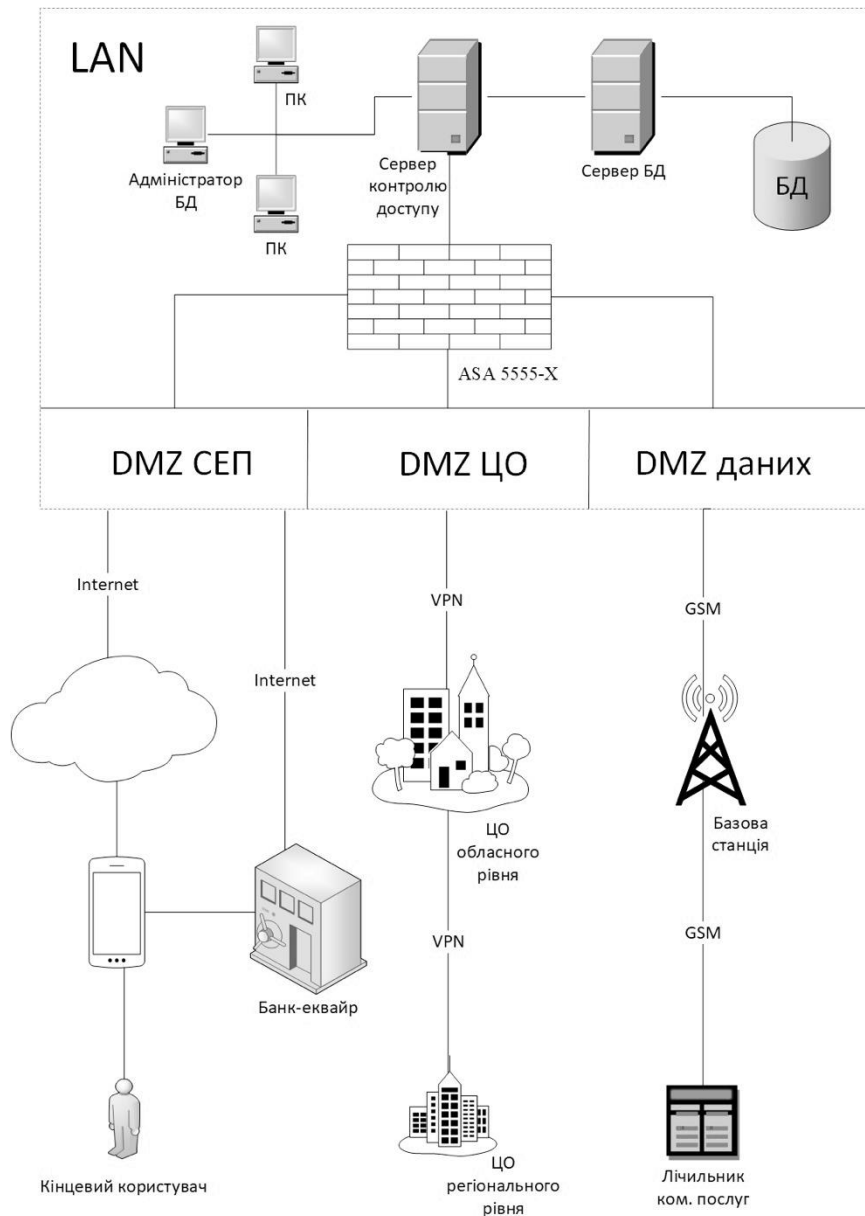 LAN
ПК
Адміністратор
БД
ПК
Сервер
контролю
доступу
Сервер БД
БД
ASA 5555-X
DMZ СЕП
DMZ ЦО
DMZ даних
Internet
Internet
VPN
GSM
ЦО
обласного
рівня
Базова
станція
VPN
GSM
Банк-еквайр
Кінцевий користувач
ЦО
регіонального
рівня
Лічильник
ком. послуг